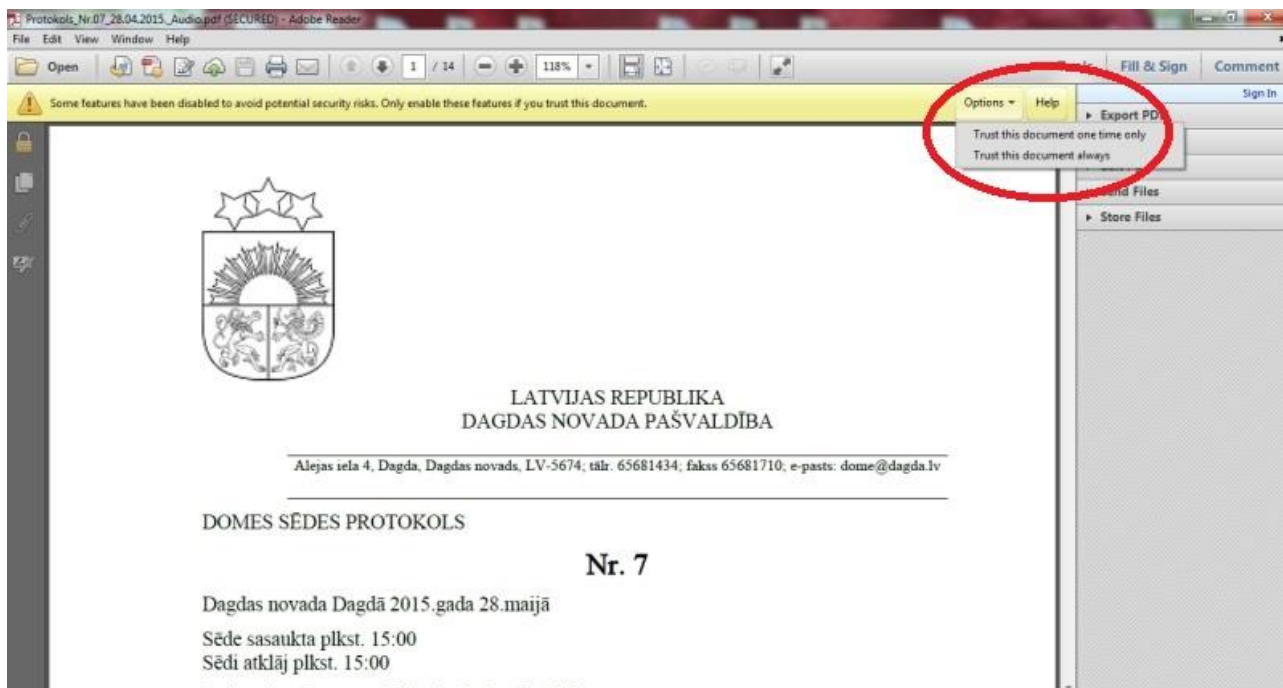 Protokols_Nr.07_28.04.2015._Audio.pdf (SECURED) - Adobe Reader
File Edit View Window Help
Open 1 / 14 118% Fill & Sign Comment
Some features have been disabled to avoid potential security risks. Only enable these features if you trust this document. Options Help
Sign In
Export PD
Trust this document one time only
Trust this document always
Send Files
Store Files
LATVIJAS REPUBLIKA
DAGDAS NOVADA PAŠVALDĪBA
Alejas iela 4, Dagda, Dagdas novads, LV-5674; tālr. 65681434; fakss 65681710; e-pasts: dome@dagda.lv
DOMES SĒDES PROTOKOLS
Nr. 7
Dagdas novada Dagdā 2015.gada 28.maijā
Sēde sasaukta plkst. 15:00
Sēdi atklāj plkst. 15:00